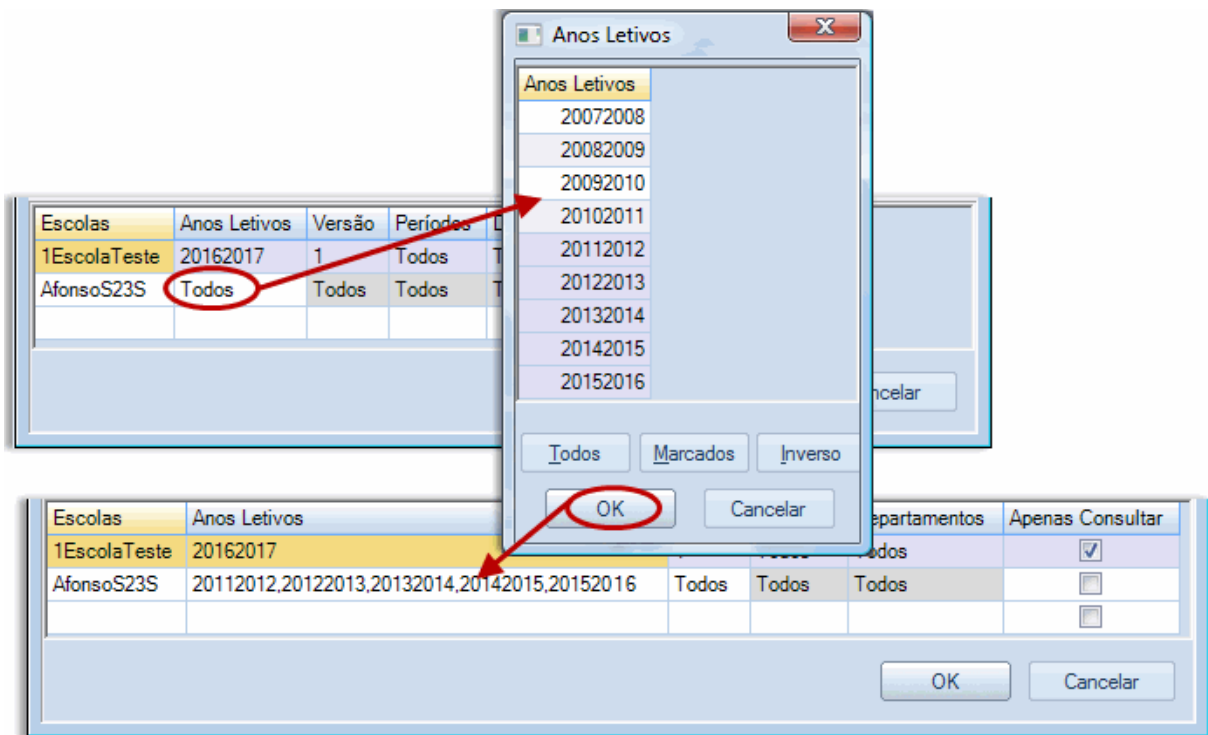 Anos Letivos
Anos Letivos
20072008
20082009
20092010
20102011
20112012
20122013
20132014
20142015
20152016
Todos Marcados Inverso
OK Cancelar
Escolas Anos Letivos Versão Períodos
1EscolaTeste 20162017 1 Todos
AfonsoS23S Todos Todos Todos
ncelar
Escolas Anos Letivos epartamentos Apenas Consultar
1EscolaTeste 20162017
AfonsoS23S 20112012,20122013,20132014,20142015,20152016 Todos Todos Todos
OK Cancelar